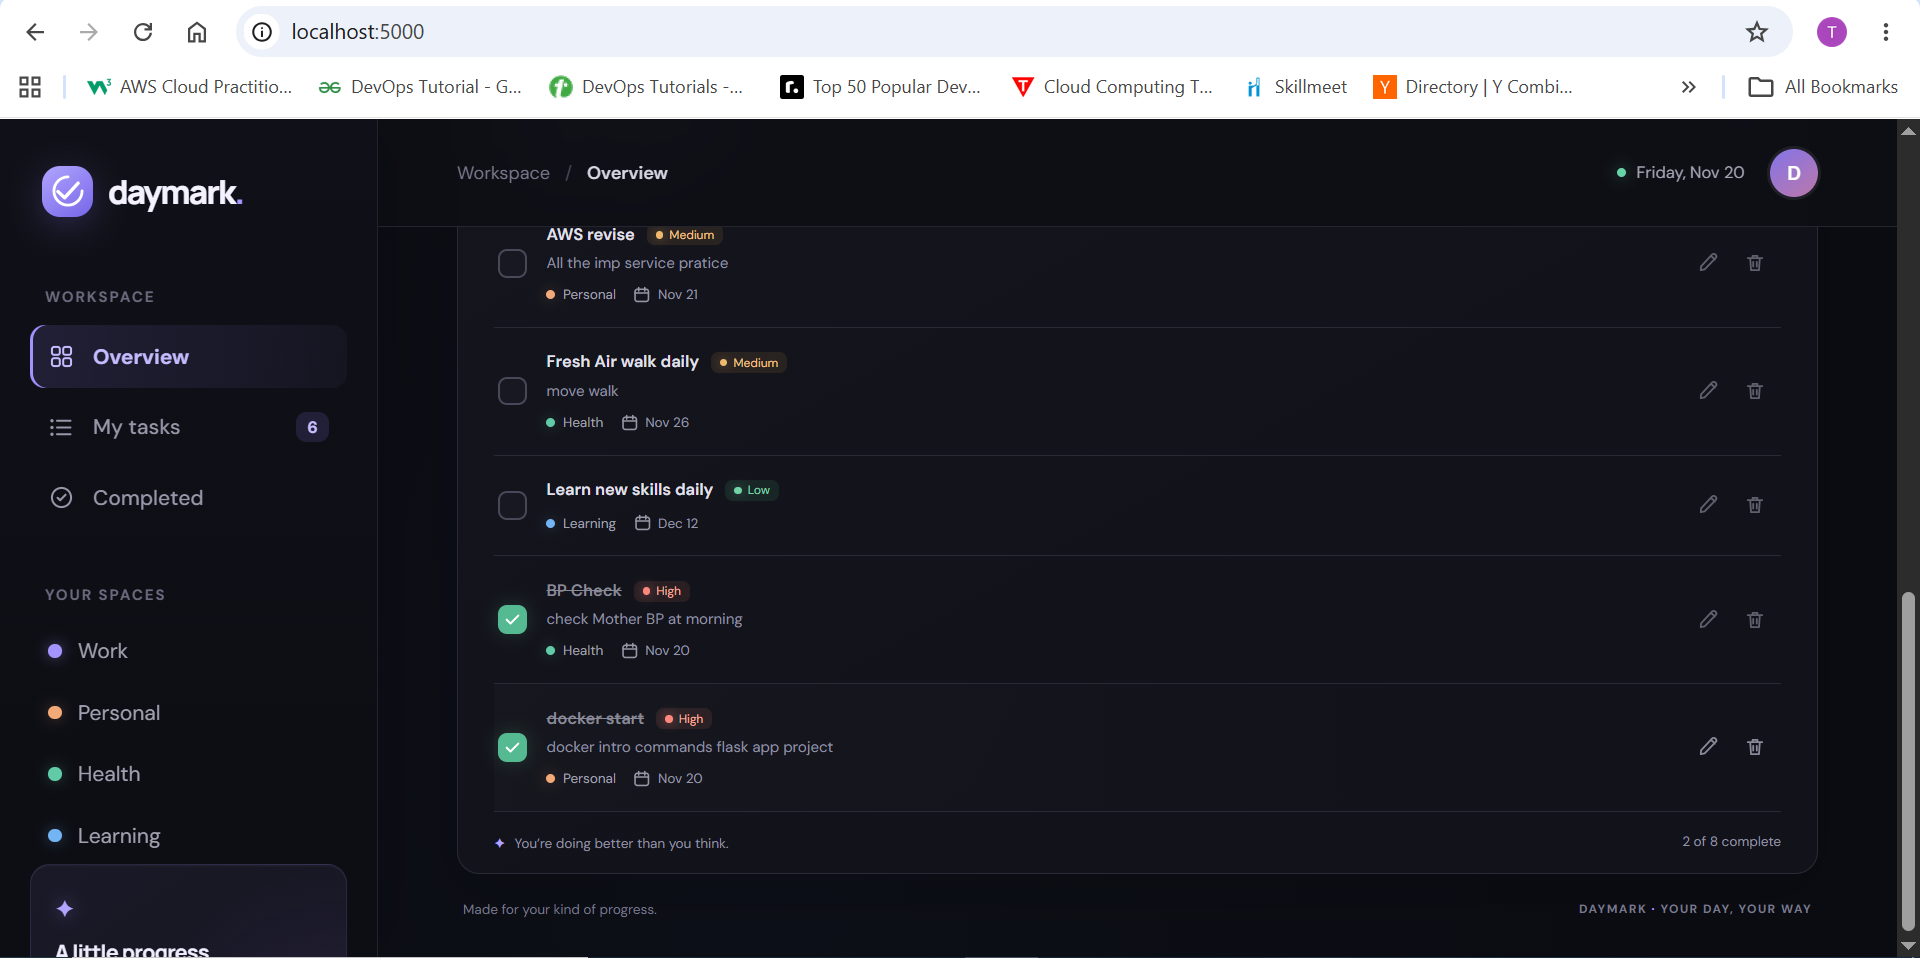 localhost:5000
AWS Cloud Practitio...
DevOps Tutorial - G...
DevOps Tutorials -...
Top 50 Popular Dev...
Cloud Computing T...
Skillmeet
Directory | Y Combi...
All Bookmarks
T
daymark.
WORKSPACE
Overview
My tasks 6
Completed
YOUR SPACES
Work
Personal
Health
Learning
A little progress
Workspace / Overview
Friday, Nov 20
D
AWS revise Medium
All the imp service pratice
Personal Nov 21
Fresh Air walk daily Medium
move walk
Health Nov 26
Learn new skills daily Low
Learning Dec 12
BP Check High
check Mother BP at morning
Health Nov 20
docker start High
docker intro commands flask app project
Personal Nov 20
You're doing better than you think.
2 of 8 complete
Made for your kind of progress.
DAYMARK • YOUR DAY, YOUR WAY